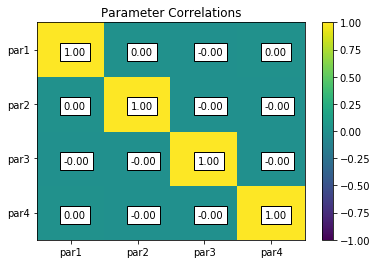 Parameter Correlations
par1 1.00 0.00 -0.00 0.00
par2 0.00 1.00 -0.00 -0.00
par3 -0.00 -0.00 1.00 -0.00
par4 0.00 -0.00 -0.00 1.00
par1 par2 par3 par4
1.00
0.75
0.50
0.25
0.00
−0.25
−0.50
−0.75
−1.00